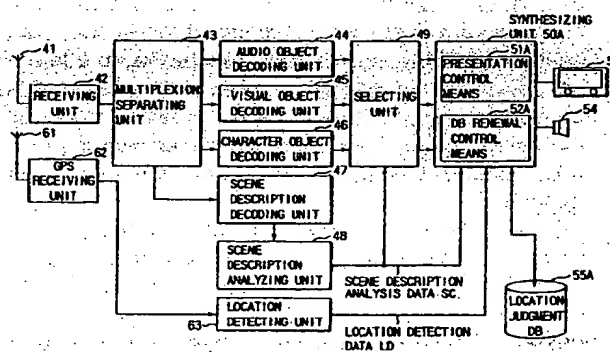 SYNTHESIZING
UNIT 50A
41
42
43
44
49
51A
AUDIO OBJECT
DECODING UNIT
PRESENTATION
CONTROL
MEANS
RECEIVING
UNIT
MULTIPLEXION
SEPARATING
UNIT
45
VISUAL OBJECT
DECODING UNIT
SELECTING
UNIT
52A
54
61
62
46
CHARACTER OBJECT
DECODING UNIT
DB RENEWAL
CONTROL
MEANS
GPS
RECEIVING
UNIT
47
SCENE
DESCRIPTION
DECODING UNIT
48
SCENE
DESCRIPTION
ANALYZING UNIT
SCENE DESCRIPTION
ANALYSIS DATA SC
55A
LOCATION
JUDGMENT
DB
LOCATION
DETECTING UNIT
63
LOCATION DETECTION
DATA LD